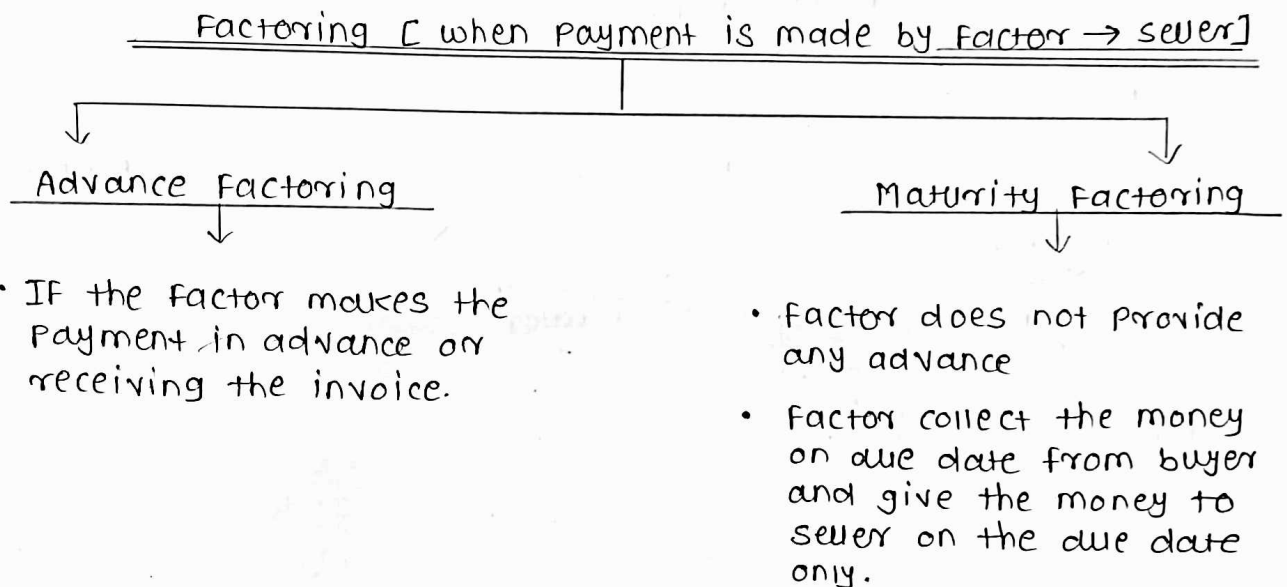 Factoring [ when payment is made by Factor → seller]
Advance Factoring
Maturity Factoring
• If the factor makes the
payment in advance or
receiving the invoice.
• Factor does not provide
any advance
• Factor collect the money
on due date from buyer
and give the money to
seller on the due date
only.